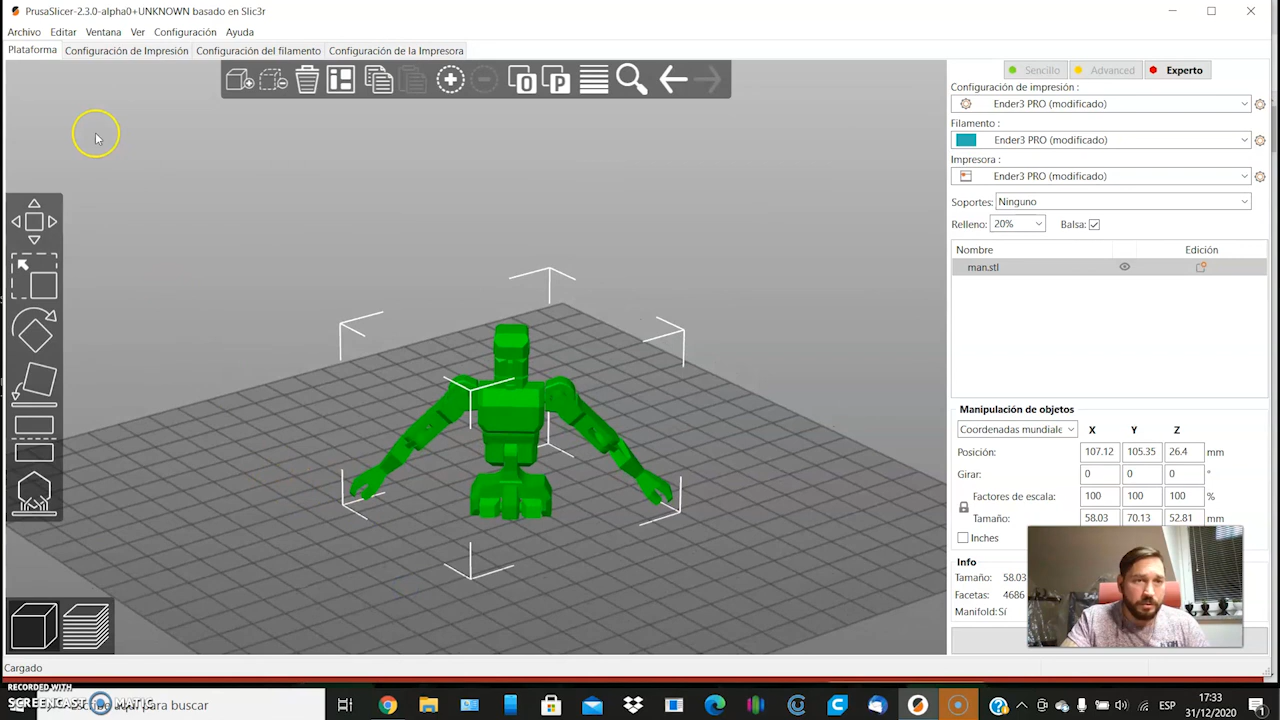 PrusaSlicer-2.3.0-alpha0+UNKNOWN basado en Slic3r
Archivo Editar Ventana Ver Configuración Ayuda
Plataforma Configuración de Impresión Configuración del filamento Configuración de la Impresora
Sencillo Advanced Experto
Configuración de impresión :
Ender3 PRO (modificado)
Filamento :
Ender3 PRO (modificado)
Impresora :
Ender3 PRO (modificado)
Soportes: Ninguno
Relleno: 20% Balsa:
Nombre Edición
man.stl
Manipulación de objetos
Coordenadas mundiale X Y Z
Posición: 107.12 105.35 26.4 mm
Girar: 0 0 0 °
Factores de escala: 100 100 100 %
Tamaño: 58.03 70.13 52.81 mm
Inches
Info
Tamaño: 58.03
Facetas: 4686
Manifold: Sí
Cargado
RECORDED WITH
SCREENCAST MATIC
para buscar
ESP
17:33
31/12/2020